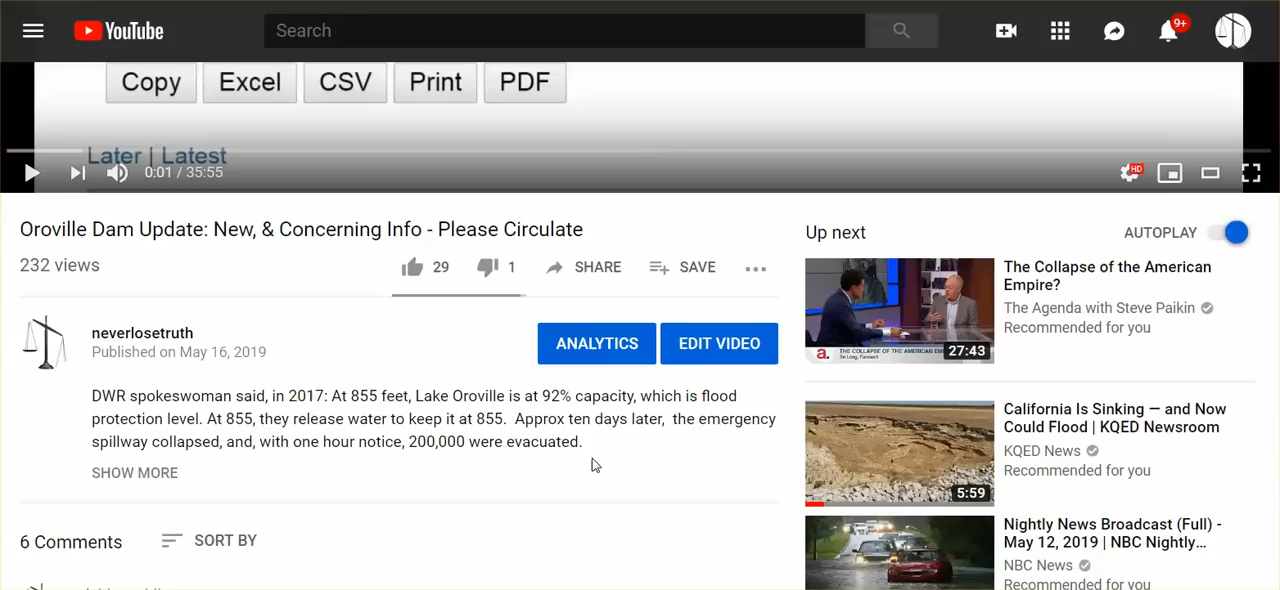 YouTube
Search
9+
Copy Excel CSV Print PDF
Later | Latest
0:01 / 35:55
HD
Oroville Dam Update: New, & Concerning Info - Please Circulate
232 views
29 1 SHARE SAVE
neverlosetruth
Published on May 16, 2019
ANALYTICS EDIT VIDEO
DWR spokeswoman said, in 2017: At 855 feet, Lake Oroville is at 92% capacity, which is flood
protection level. At 855, they release water to keep it at 855.  Approx ten days later,  the emergency
spillway collapsed, and, with one hour notice, 200,000 were evacuated.
SHOW MORE
6 Comments SORT BY
Up next
AUTOPLAY
a. THE COLLAPSE OF THE AMERICAN
27:43
The Collapse of the American
Empire?
The Agenda with Steve Paikin
Recommended for you
5:59
California Is Sinking — and Now
Could Flood | KQED Newsroom
KQED News
Recommended for you
Nightly News Broadcast (Full) -
May 12, 2019 | NBC Nightly...
NBC News
Recommended for you